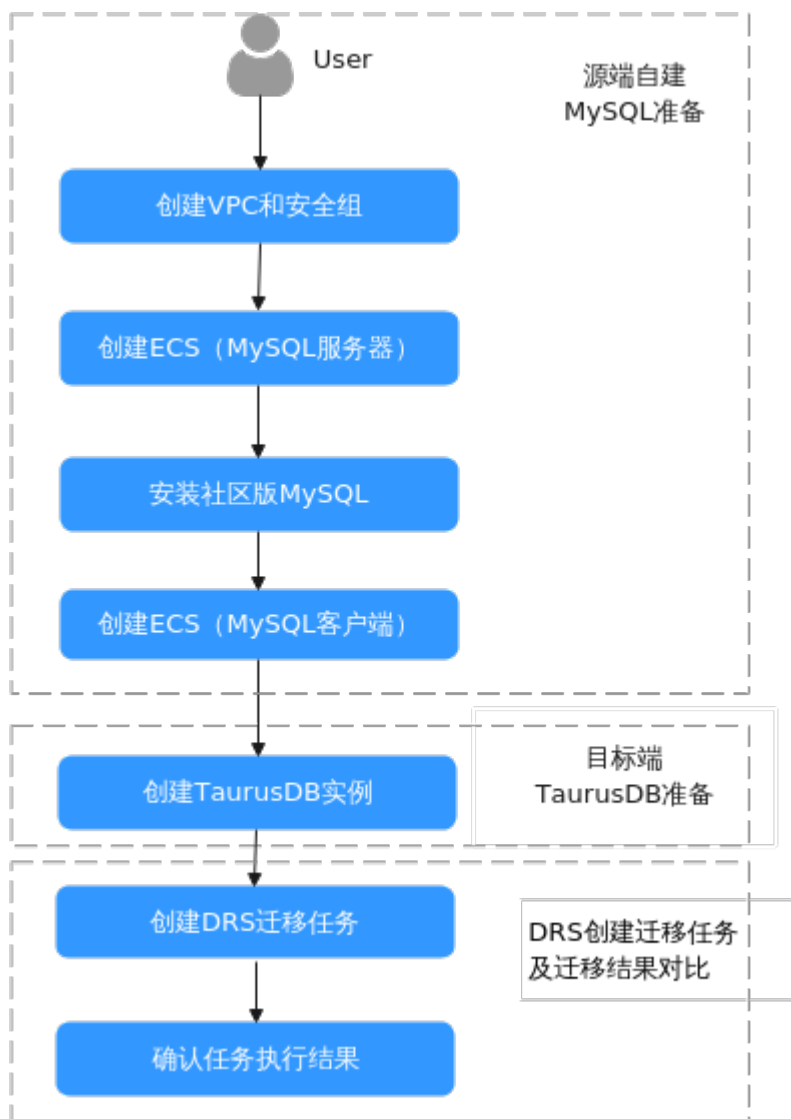 User
源端自建
MySQL准备
创建VPC和安全组
创建ECS（MySQL服务器）
安装社区版MySQL
创建ECS（MySQL客户端）
目标端
TaurusDB准备
创建TaurusDB实例
创建DRS迁移任务
DRS创建迁移任务
及迁移结果对比
确认任务执行结果